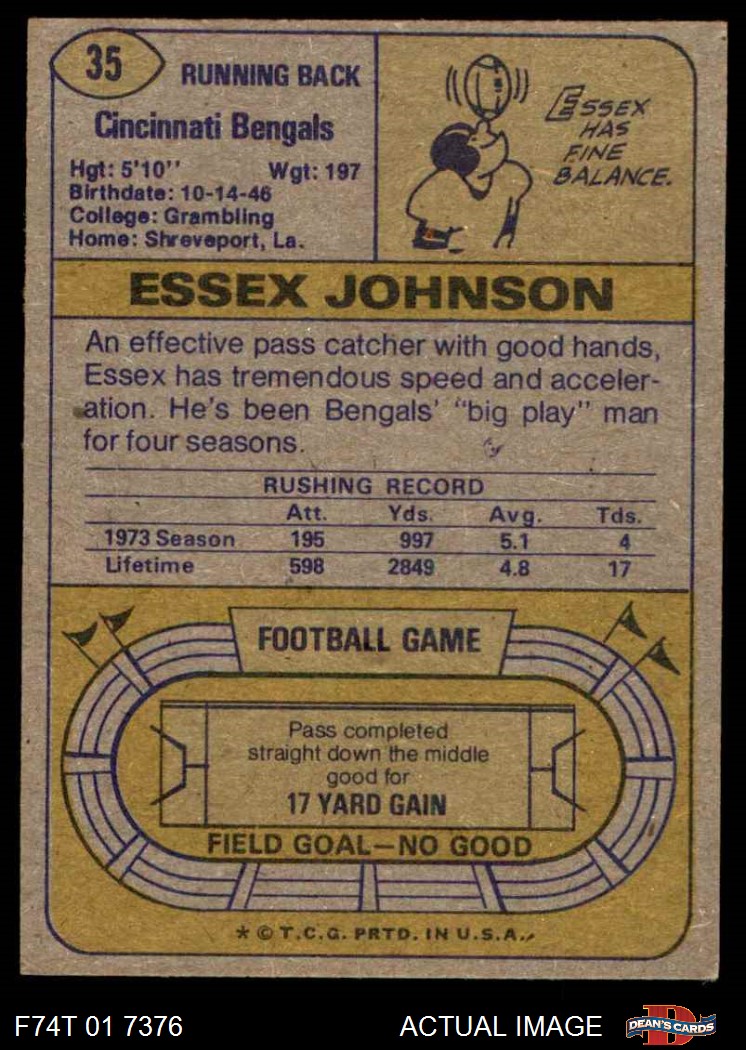 35
RUNNING BACK
Cincinnati Bengals
Hgt: 5'10'' Wgt: 197
Birthdate: 10-14-46
College: Grambling
Home: Shreveport, La.
ESSEX
HAS
FINE
BALANCE.
ESSEX JOHNSON
An effective pass catcher with good hands,
Essex has tremendous speed and acceler-
ation. He's been Bengals' "big play" man
for four seasons.
RUSHING RECORD
Att. Yds. Avg. Tds.
1973 Season 195 997 5.1 4
Lifetime 598 2849 4.8 17
FOOTBALL GAME
Pass completed
straight down the middle
good for
17 YARD GAIN
FIELD GOAL—NO GOOD
* © T.C.G. PRTD. IN U.S.A.
F74T 01 7376 ACTUAL IMAGE
D
DEAN'S CARDS